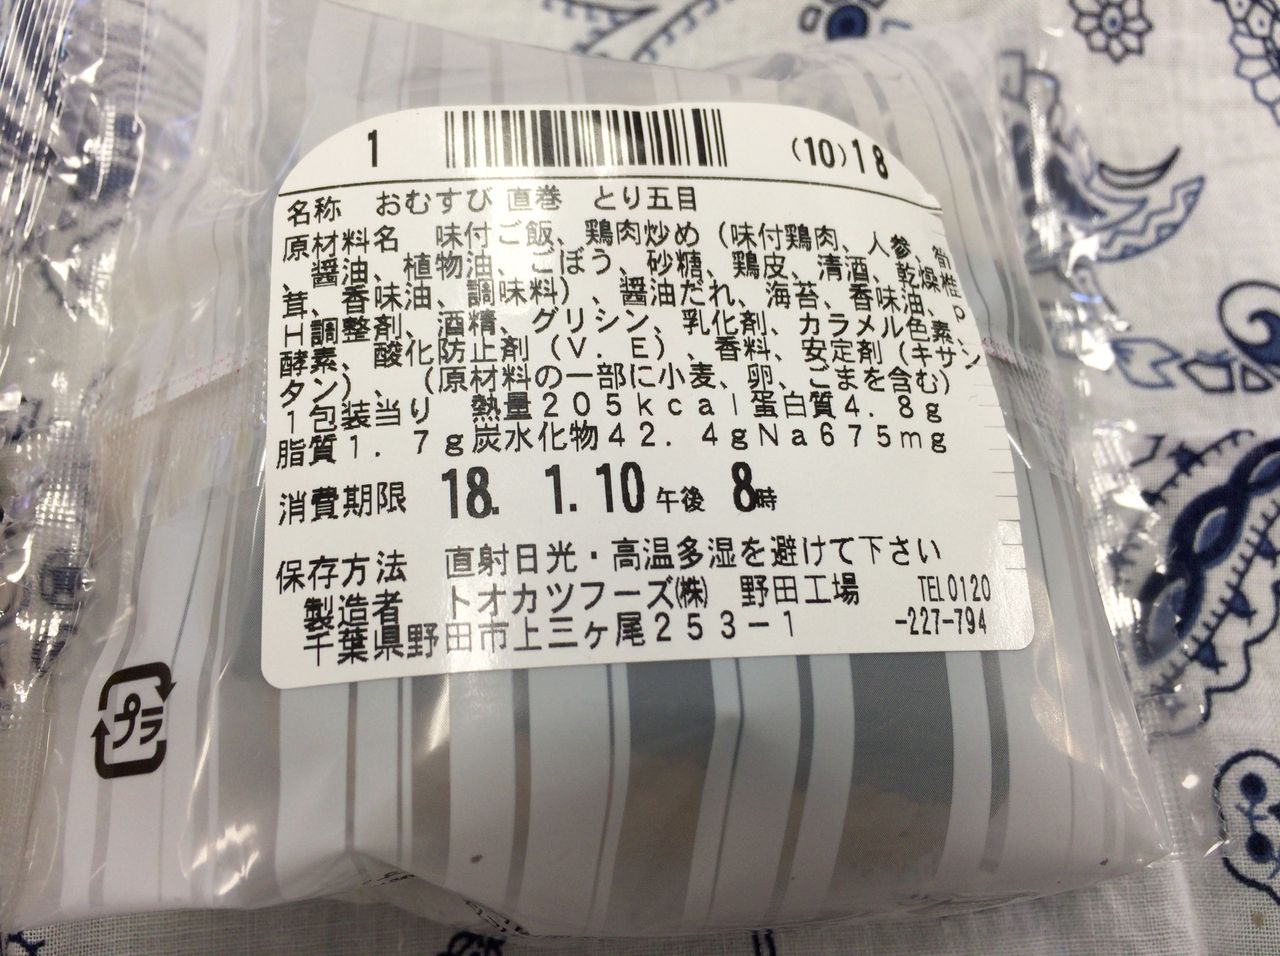 1 (10)18
名称 おむすび 直巻 とり五目
原材料名 味付ご飯、鶏肉炒め（味付鶏肉、人参、筍
、醤油、植物油、ごぼう、砂糖、鶏皮、清酒、乾燥椎
茸、香味油、調味料）、醤油だれ、海苔、香味油、ｐ
Ｈ調整剤、酒精、グリシン、乳化剤、カラメル色素、
酵素、酸化防止剤（Ｖ．Ｅ）、香料、安定剤（キサン
タン）、（原材料の一部に小麦、卵、ごまを含む）
１包装当り 熱量２０５ｋｃａｌ蛋白質４．８ｇ
脂質１．７ｇ炭水化物４２．４ｇＮａ６７５ｍｇ
消費期限 18. 1. 10 午後 8時
保存方法 直射日光・高温多湿を避けて下さい
製造者 トオカツフーズ㈱ 野田工場 TEL0120
千葉県野田市上三ヶ尾２５３－１ -227-794
プラ